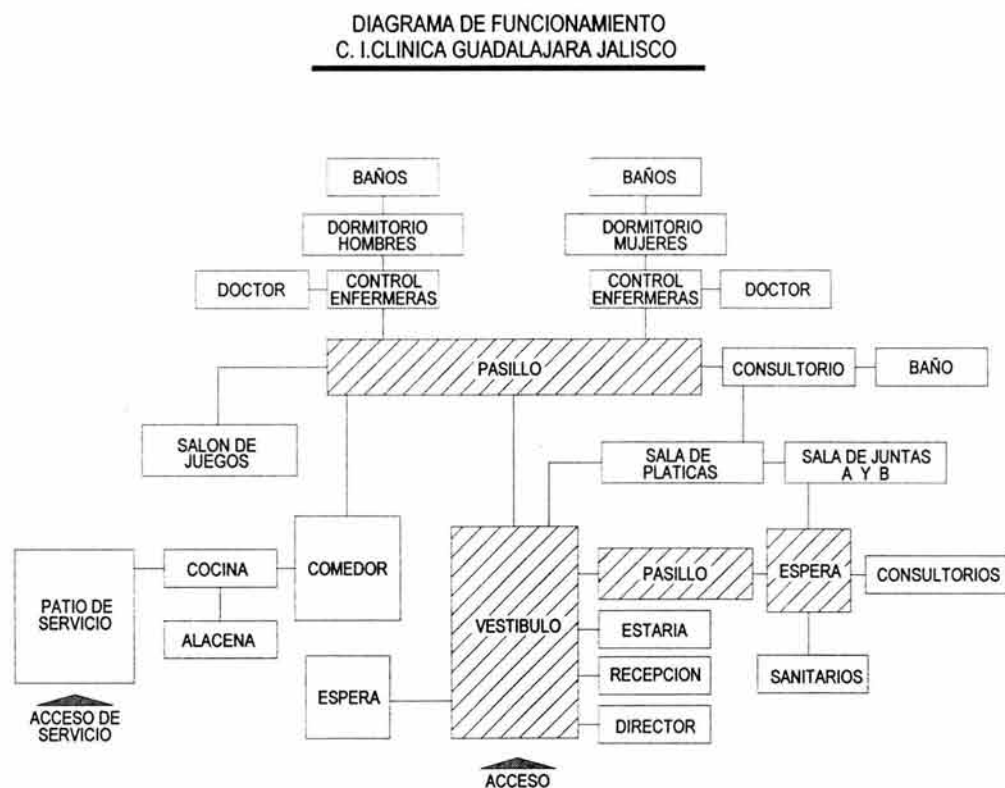 DIAGRAMA DE FUNCIONAMIENTO
C. I.CLINICA GUADALAJARA JALISCO
BAÑOS
BAÑOS
DORMITORIO
HOMBRES
DORMITORIO
MUJERES
DOCTOR
CONTROL
ENFERMERAS
CONTROL
ENFERMERAS
DOCTOR
PASILLO
CONSULTORIO
BAÑO
SALON DE
JUEGOS
SALA DE
PLATICAS
SALA DE JUNTAS
A Y B
PATIO DE
SERVICIO
COCINA
COMEDOR
ALACENA
VESTIBULO
PASILLO
ESPERA
CONSULTORIOS
ESTARIA
RECEPCION
SANITARIOS
ESPERA
DIRECTOR
ACCESO DE
SERVICIO
ACCESO